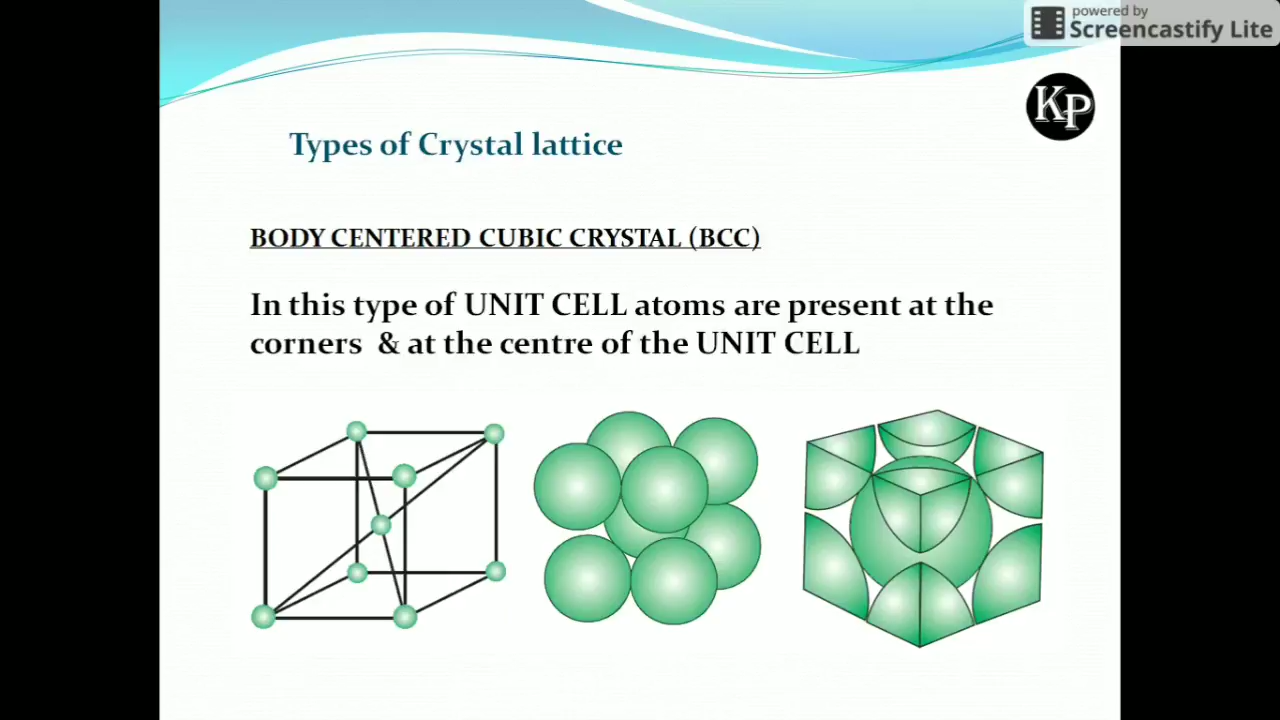 powered by
Screencastify Lite
KP
Types of Crystal lattice
BODY CENTERED CUBIC CRYSTAL (BCC)
In this type of UNIT CELL atoms are present at the
corners & at the centre of the UNIT CELL